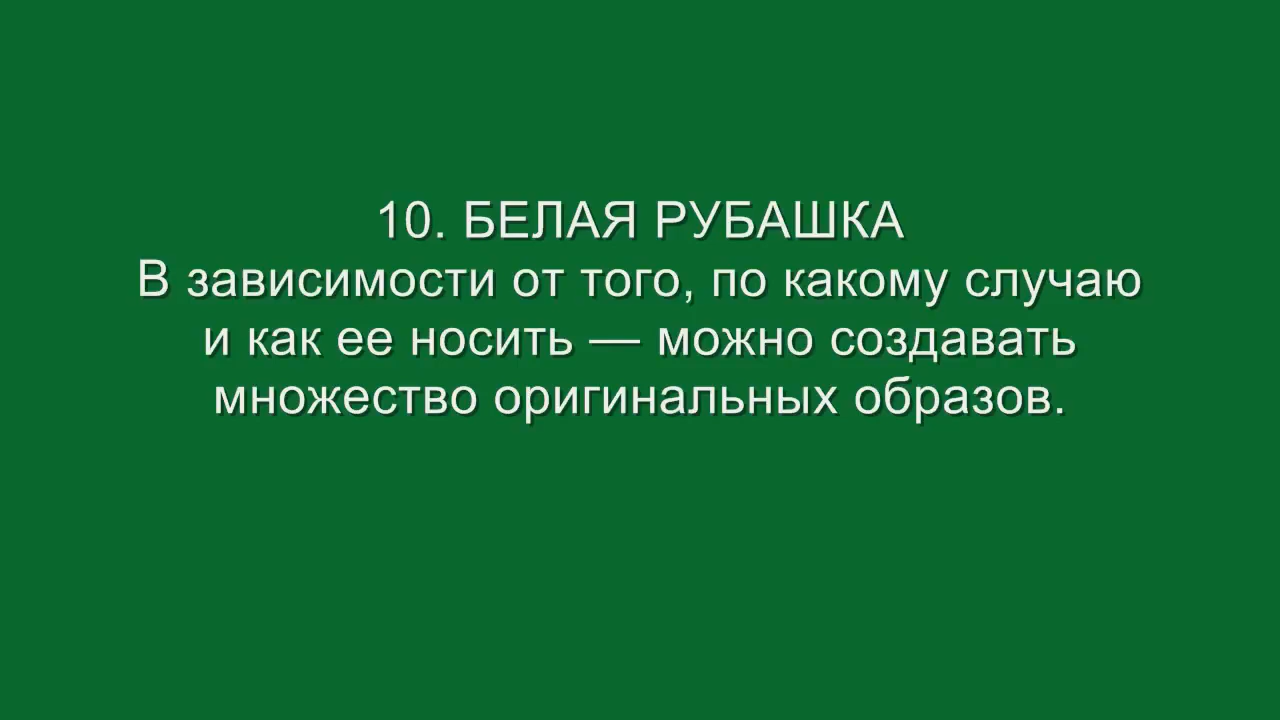 10. БЕЛАЯ РУБАШКА
В зависимости от того, по какому случаю
и как ее носить — можно создавать
множество оригинальных образов.